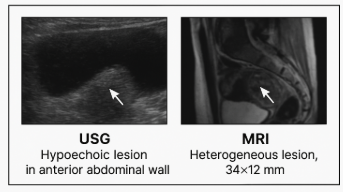 USG
Hypoechoic lesion
in anterior abdominal wall
MRI
Heterogeneous lesion,
34×12 mm